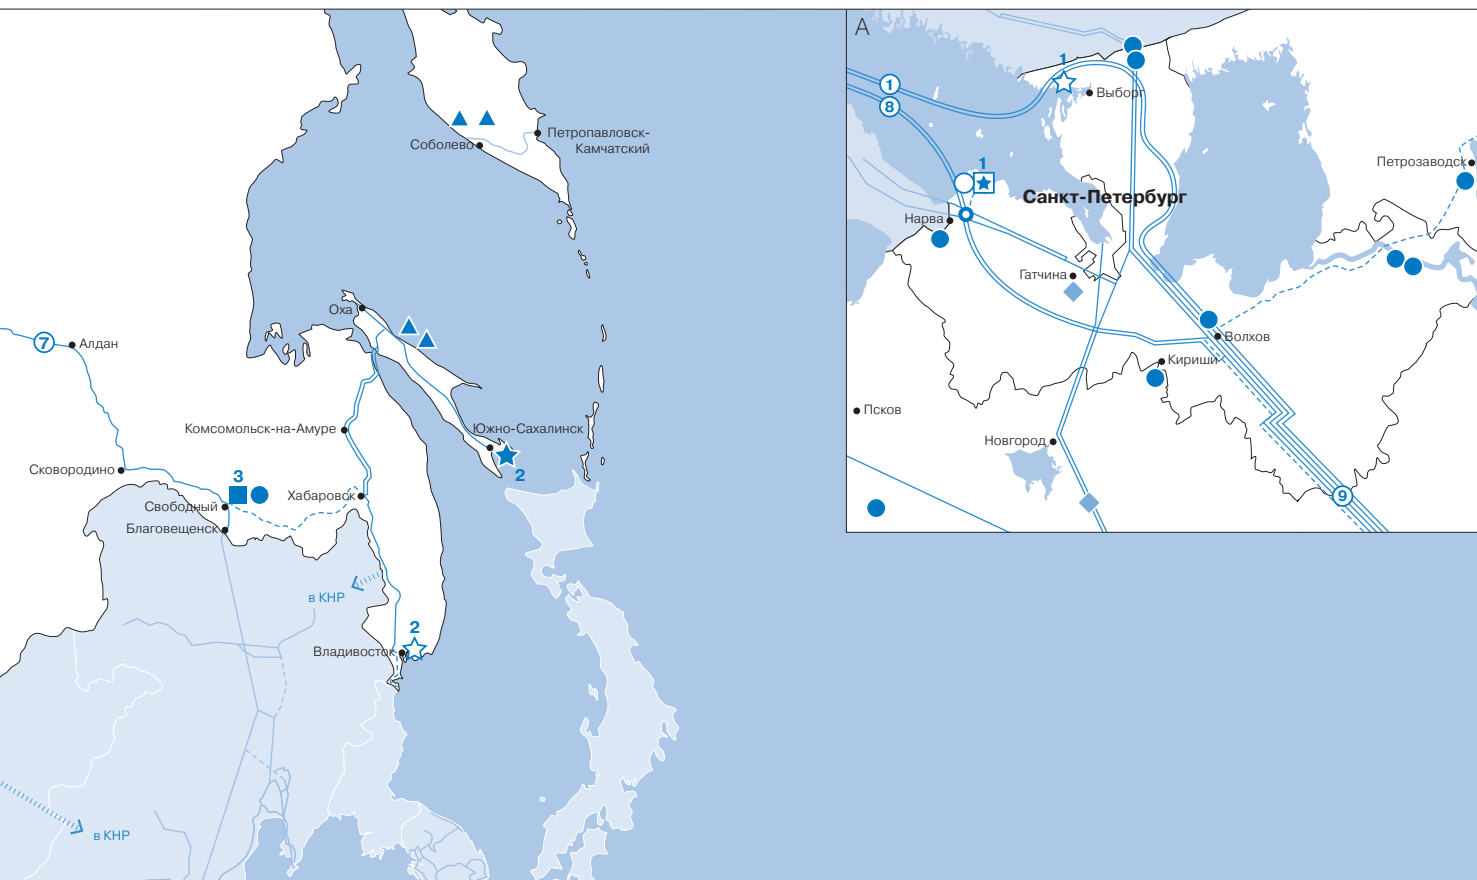 Петропавловск-
Камчатский
Соболево
Оха
7
Алдан
Комсомольск-на-Амуре
Южно-Сахалинск
2
Сковородино
3
Хабаровск
Свободный
Благовещенск
в КНР
2
Владивосток
в КНР
А
1
1
8
Выборг
1
Санкт-Петербург
Петрозаводск
Нарва
Гатчина
Волхов
Кириши
Псков
Новгород
9